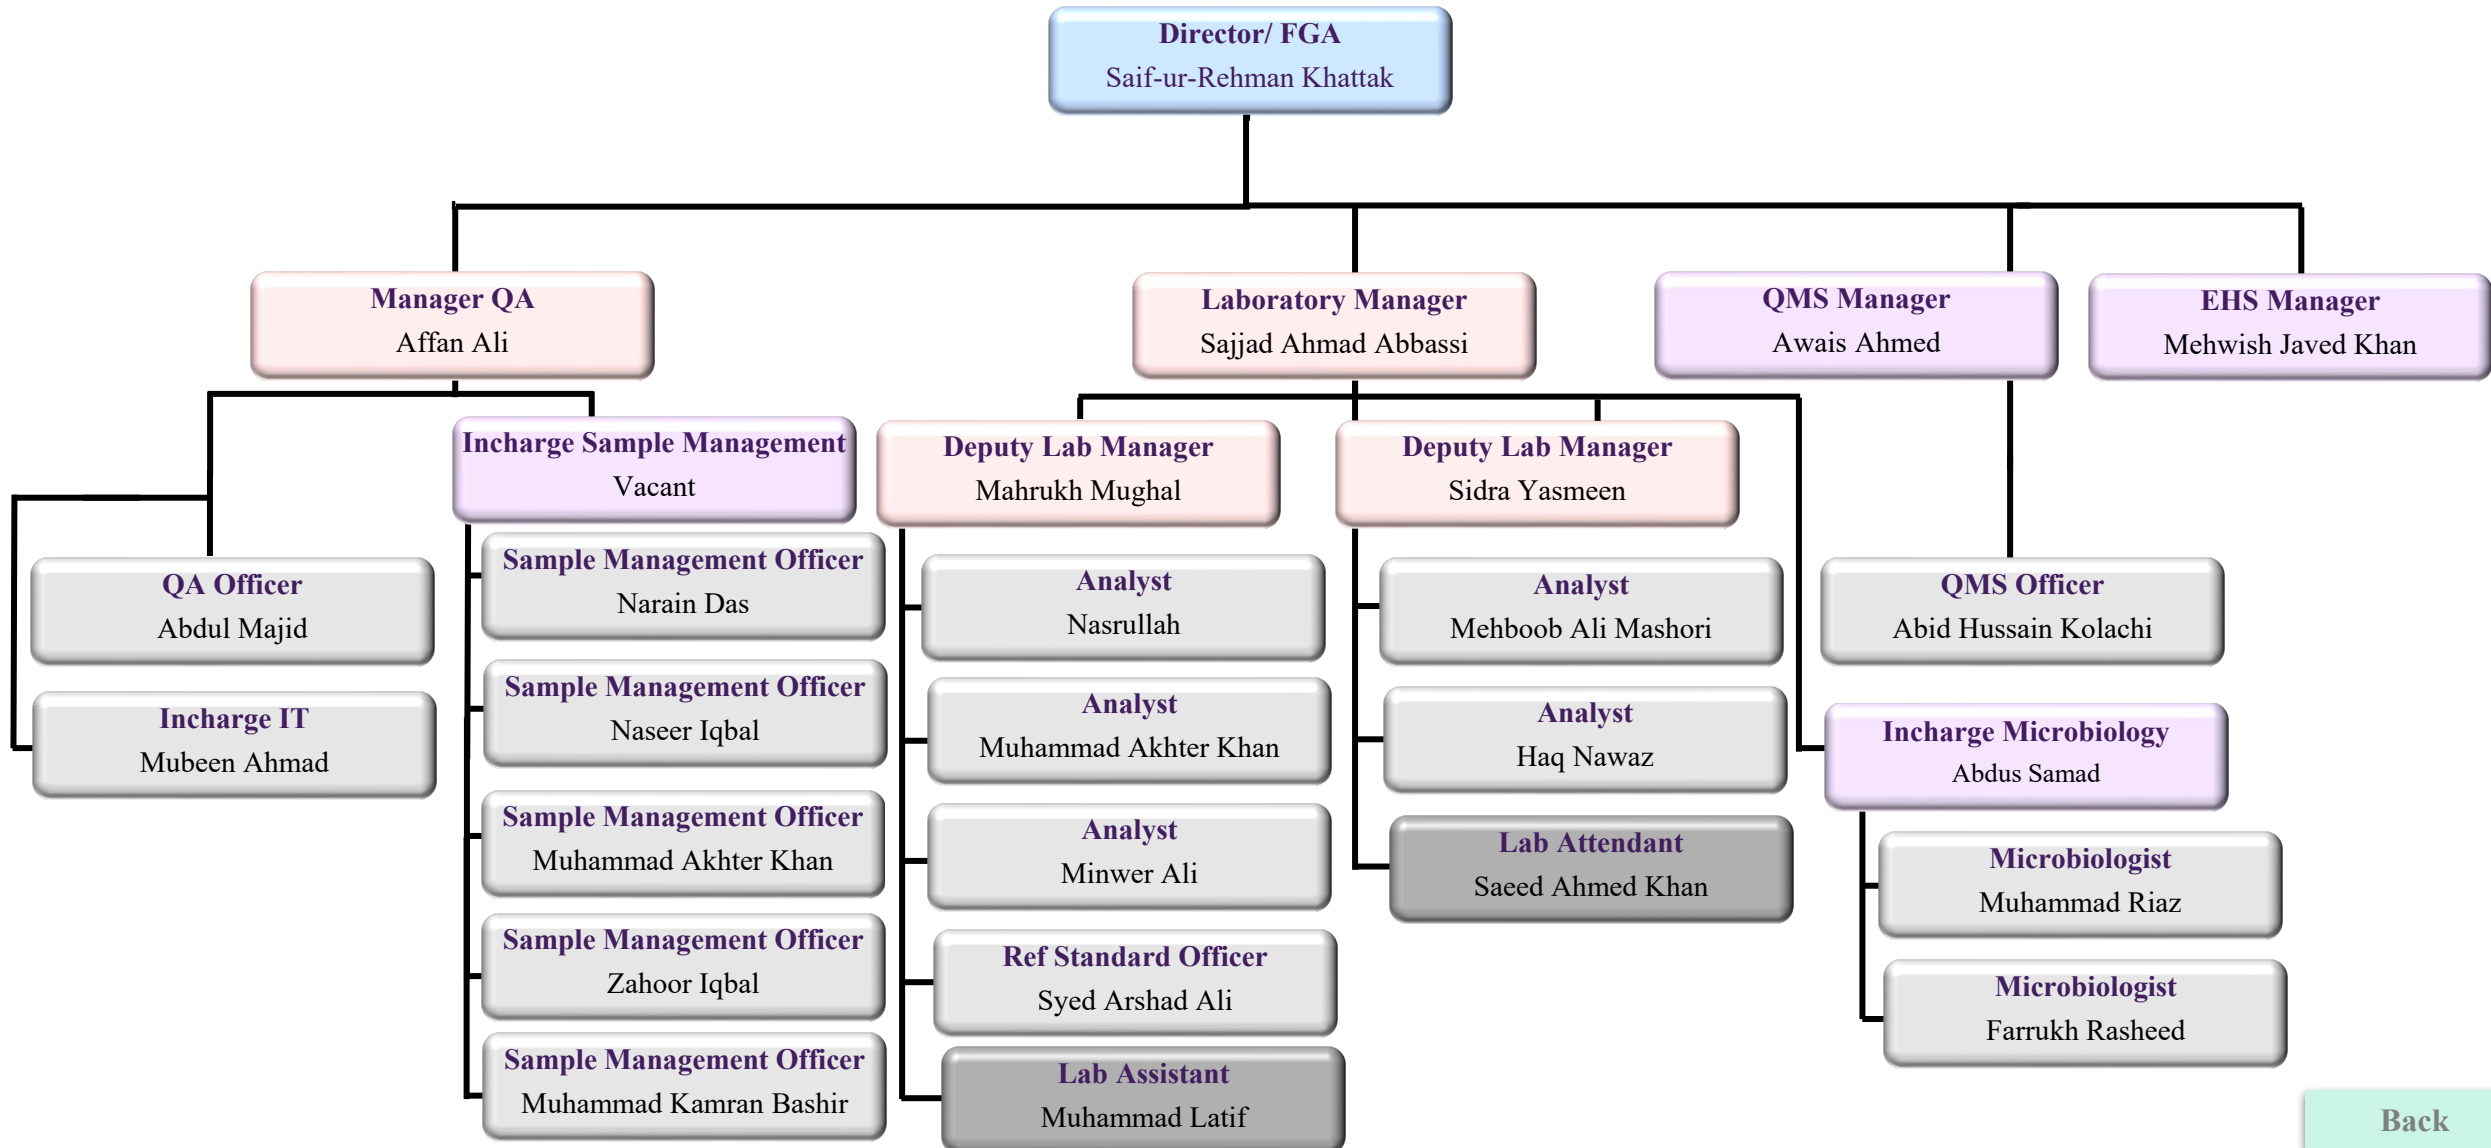 Director/ FGA
Saif-ur-Rehman Khattak
Manager QA
Affan Ali
Laboratory Manager
Sajjad Ahmad Abbassi
QMS Manager
Awais Ahmed
EHS Manager
Mehwish Javed Khan
Incharge Sample Management
Vacant
Deputy Lab Manager
Mahrukh Mughal
Deputy Lab Manager
Sidra Yasmeen
QA Officer
Abdul Majid
Incharge IT
Mubeen Ahmad
Sample Management Officer
Narain Das
Sample Management Officer
Naseer Iqbal
Sample Management Officer
Muhammad Akhter Khan
Sample Management Officer
Zahoor Iqbal
Sample Management Officer
Muhammad Kamran Bashir
Analyst
Nasrullah
Analyst
Muhammad Akhter Khan
Analyst
Minwer Ali
Ref Standard Officer
Syed Arshad Ali
Lab Assistant
Muhammad Latif
Analyst
Mehboob Ali Mashori
Analyst
Haq Nawaz
Lab Attendant
Saeed Ahmed Khan
QMS Officer
Abid Hussain Kolachi
Incharge Microbiology
Abdus Samad
Microbiologist
Muhammad Riaz
Microbiologist
Farrukh Rasheed
Back